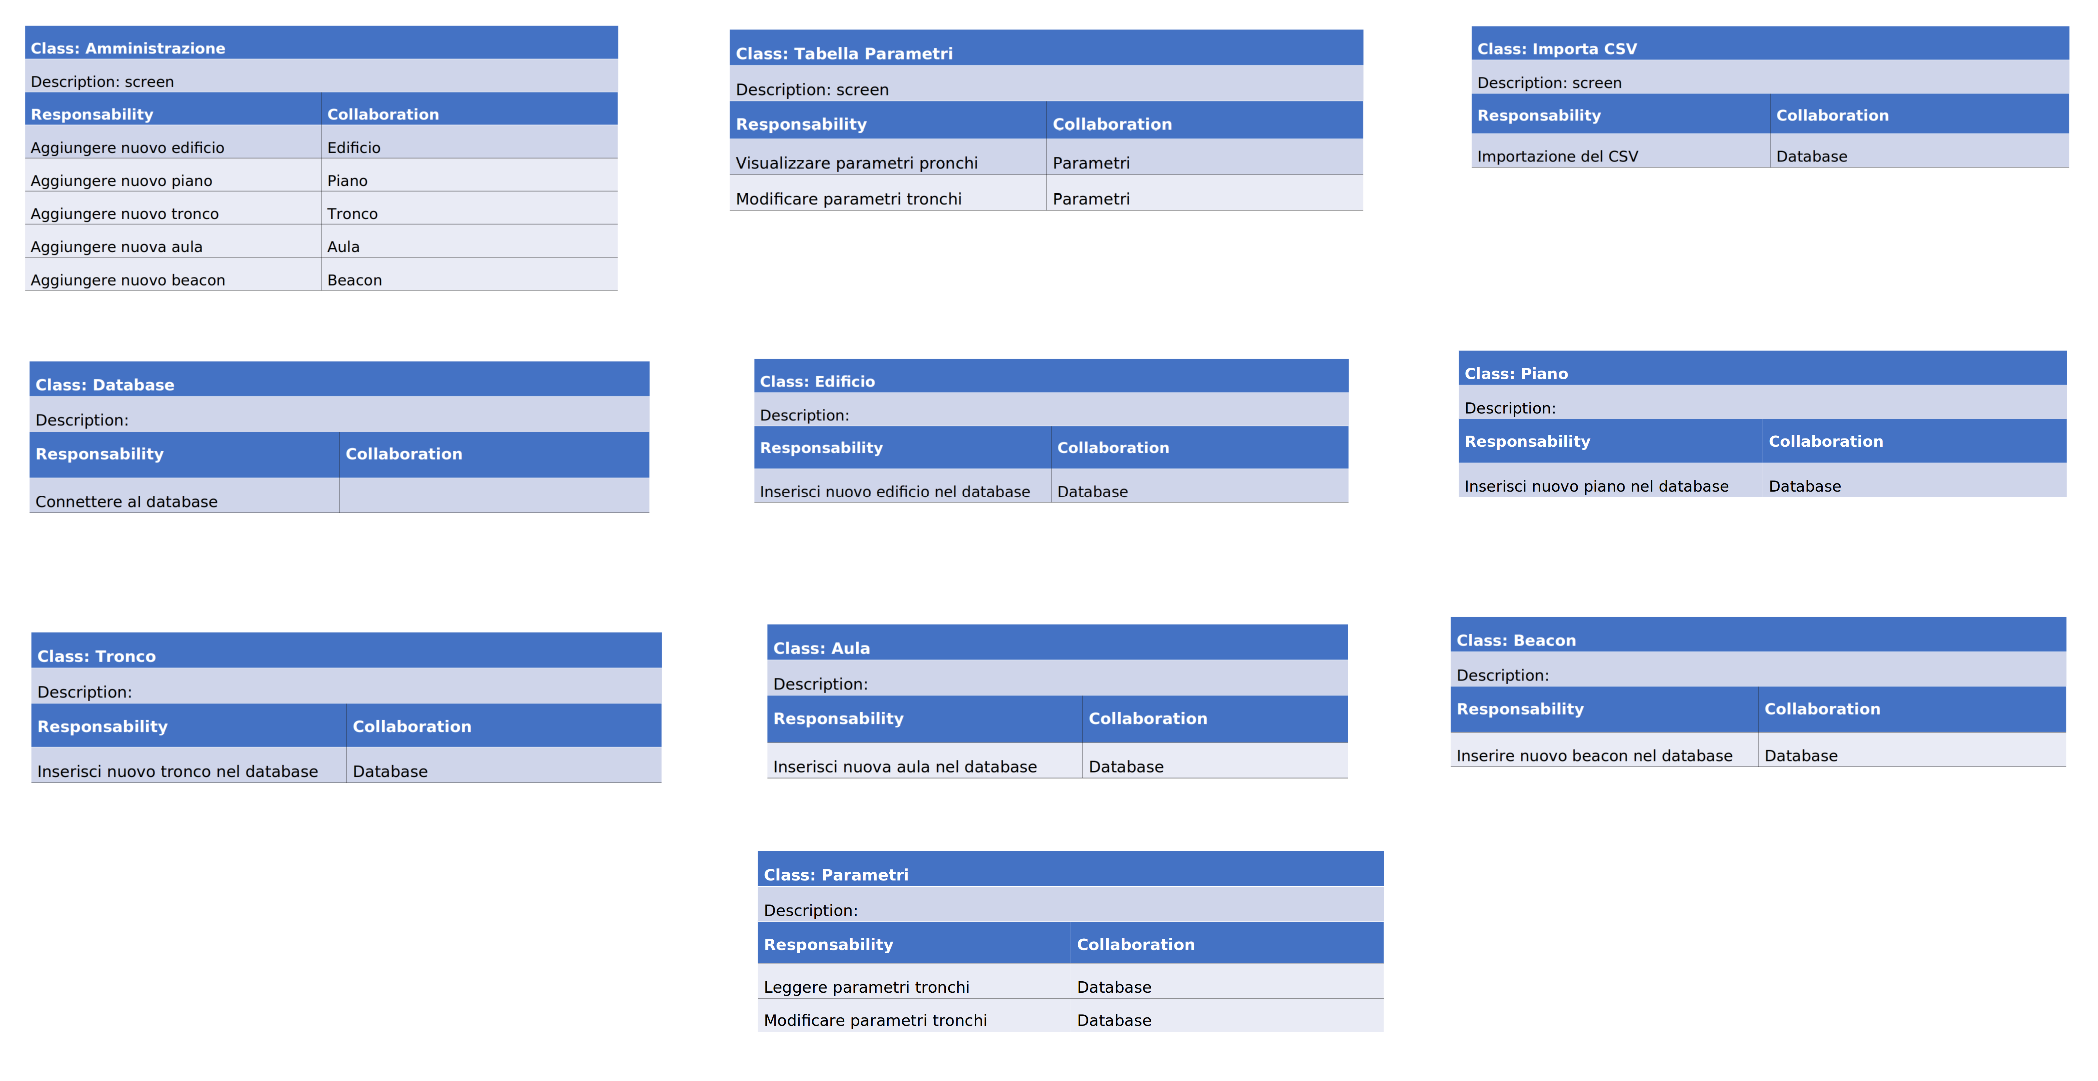 Class: Amministrazione
Description: screen
Responsability Collaboration
Aggiungere nuovo edificio Edificio
Aggiungere nuovo piano Piano
Aggiungere nuovo tronco Tronco
Aggiungere nuova aula Aula
Aggiungere nuovo beacon Beacon
Class: Tabella Parametri
Description: screen
Responsability Collaboration
Visualizzare parametri pronchi Parametri
Modificare parametri tronchi Parametri
Class: Importa CSV
Description: screen
Responsability Collaboration
Importazione del CSV Database
Class: Database
Description:
Responsability Collaboration
Connettere al database
Class: Edificio
Description:
Responsability Collaboration
Inserisci nuovo edificio nel database Database
Class: Piano
Description:
Responsability Collaboration
Inserisci nuovo piano nel database Database
Class: Tronco
Description:
Responsability Collaboration
Inserisci nuovo tronco nel database Database
Class: Aula
Description:
Responsability Collaboration
Inserisci nuova aula nel database Database
Class: Beacon
Description:
Responsability Collaboration
Inserire nuovo beacon nel database Database
Class: Parametri
Description:
Responsability Collaboration
Leggere parametri tronchi Database
Modificare parametri tronchi Database